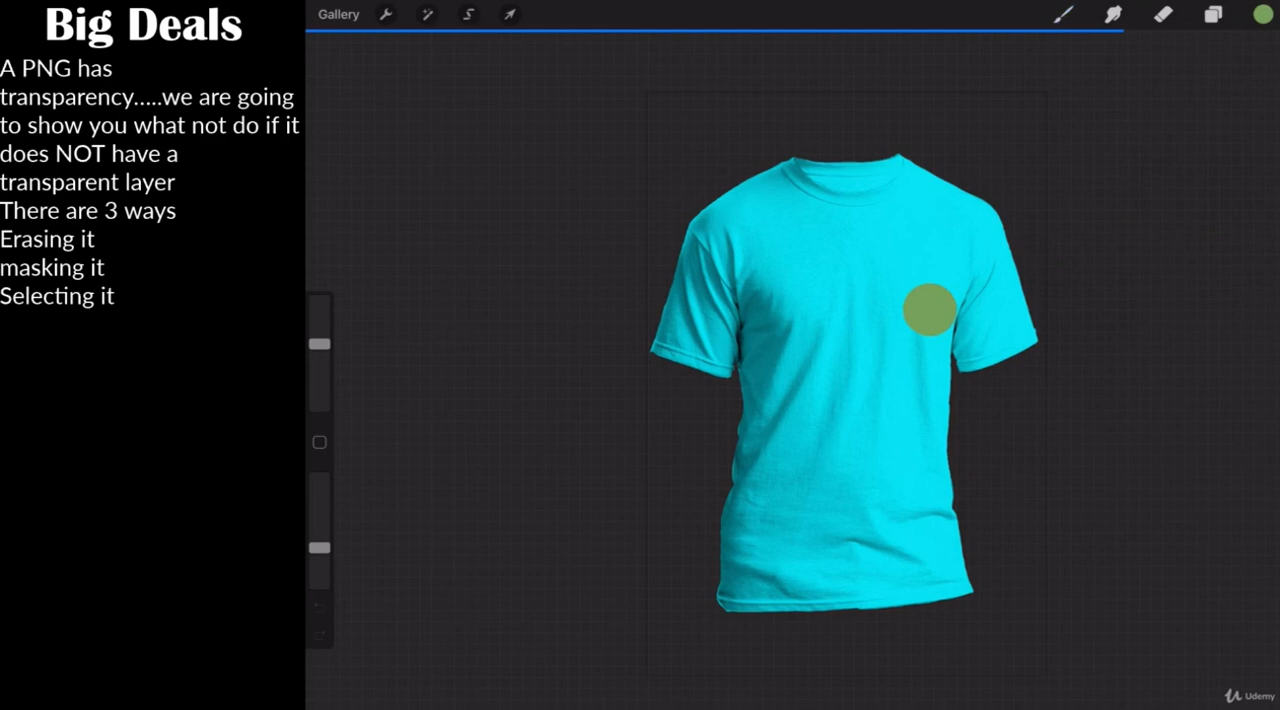 Big Deals
A PNG has
transparency.....we are going
to show you what not do if it
does NOT have a
transparent layer
There are 3 ways
Erasing it
masking it
Selecting it
Gallery
Udemy